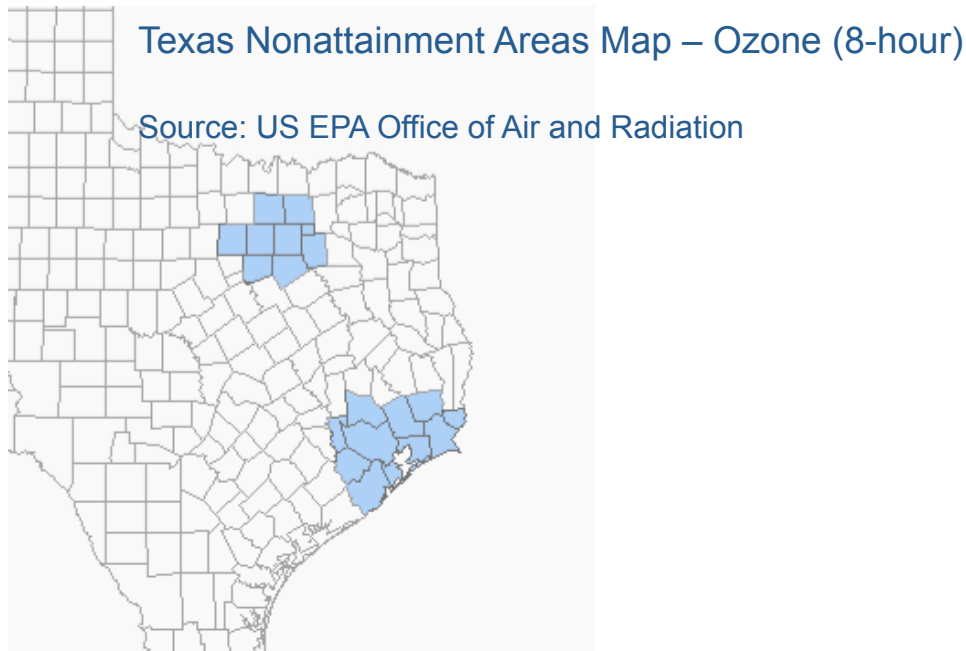 Texas Nonattainment Areas Map – Ozone (8-hour)
Source: US EPA Office of Air and Radiation